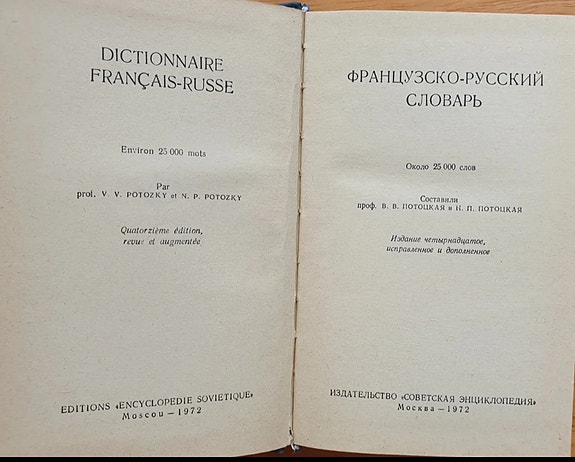 DICTIONNAIRE
FRANÇAIS-RUSSE
Environ 25 000 mots
Par
prof. V. V. POTOZKY et N. P. POTOZKY
Quatorzième édition,
revue et augmentée
EDITIONS «ENCYCLOPEDIE SOVIETIQUE»
Moscou — 1972
ФРАНЦУЗСКО-РУССКИЙ
СЛОВАРЬ
Около 25 000 слов
Составили
проф. В. В. ПОТОЦКАЯ и Н. П. ПОТОЦКАЯ
Издание четырнадцатое,
исправленное и дополненное
ИЗДАТЕЛЬСТВО «СОВЕТСКАЯ ЭНЦИКЛОПЕДИЯ»
Москва — 1972